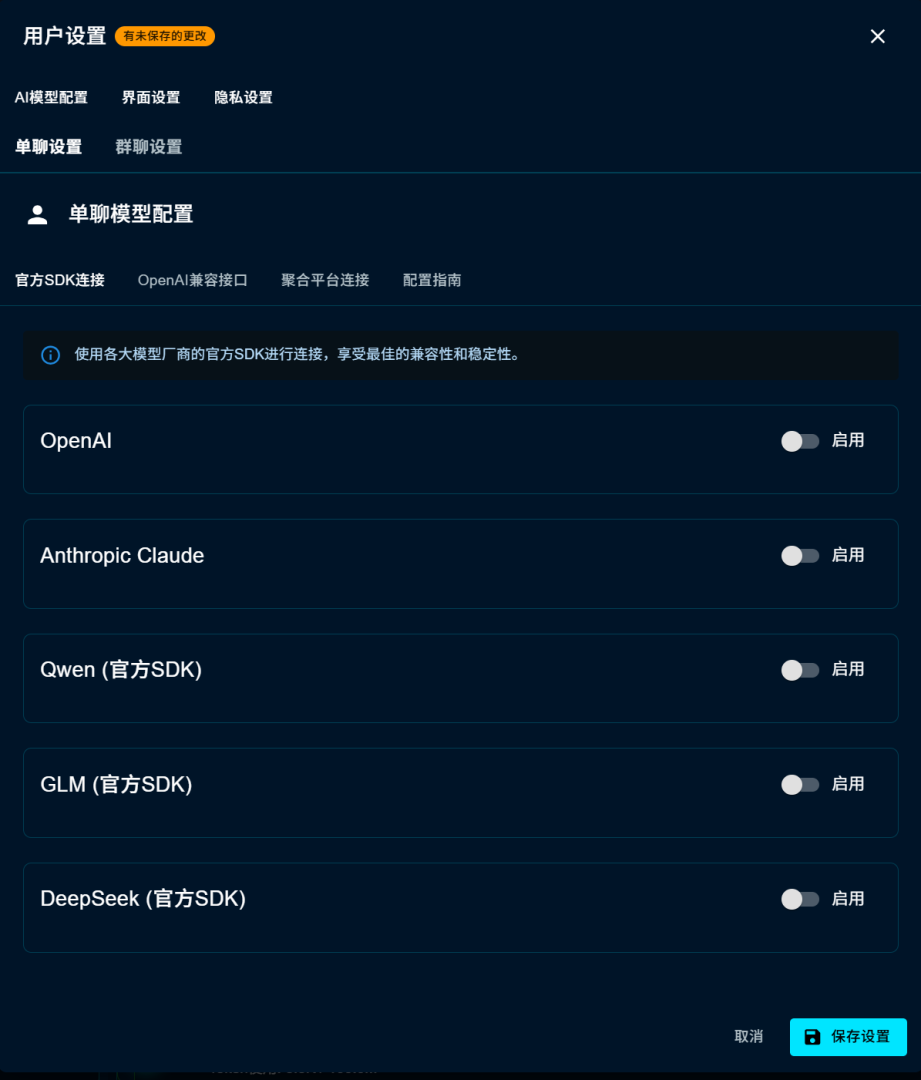 用户设置 有未保存的更改
AI模型配置 界面设置 隐私设置
单聊设置 群聊设置
单聊模型配置
官方SDK连接 OpenAI兼容接口 聚合平台连接 配置指南
使用各大模型厂商的官方SDK进行连接，享受最佳的兼容性和稳定性。
OpenAI 启用
Anthropic Claude 启用
Qwen (官方SDK) 启用
GLM (官方SDK) 启用
DeepSeek (官方SDK) 启用
取消 保存设置